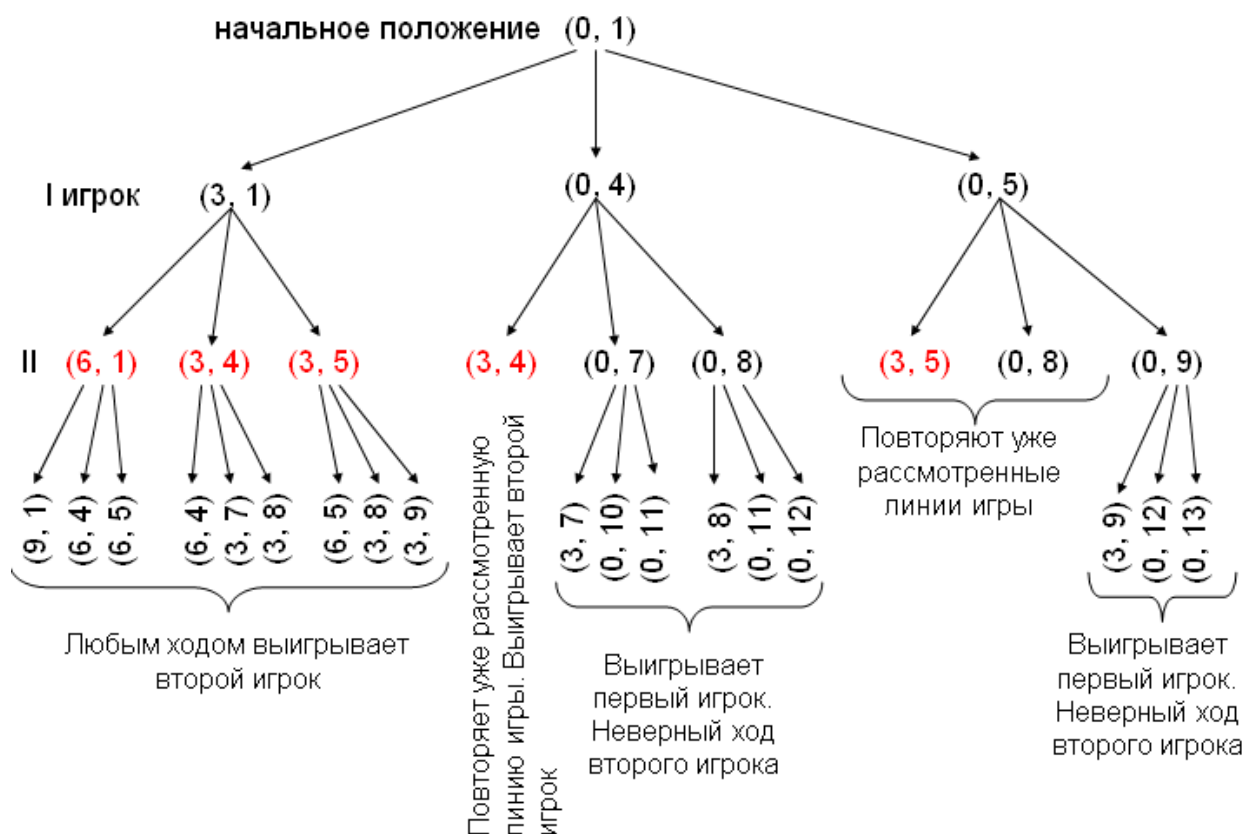 начальное положение (0, 1)
I игрок (3, 1) (0, 4) (0, 5)
II (6, 1) (3, 4) (3, 5) (3, 4) (0, 7) (0, 8) (3, 5) (0, 8) (0, 9)
(9, 1) (6, 4) (6, 5) (6, 4) (3, 7) (3, 8) (6, 5) (3, 8) (3, 9)
Любым ходом выигрывает
второй игрок
Повторяет уже рассмотренную
линию игры. Выигрывает второй
игрок
(3, 7) (0, 10) (0, 11) (3, 8) (0, 11) (0, 12)
Выигрывает
первый игрок.
Неверный ход
второго игрока
Повторяют уже
рассмотренные
линии игры
(3, 9) (0, 12) (0, 13)
Выигрывает
первый игрок.
Неверный ход
второго игрока